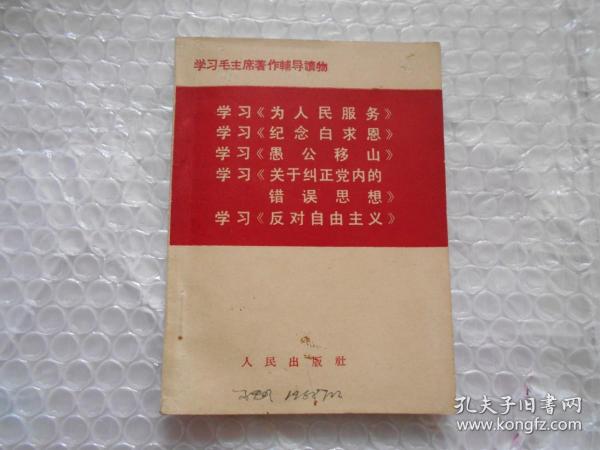 学习毛主席著作輔导讀物
学习《为人民服务》
学习《纪念白求恩》
学习《愚公移山》
学习《关于纠正党内的
错误思想》
学习《反对自由主义》
人民出版社
孔夫子旧书网
www.kongfz.com